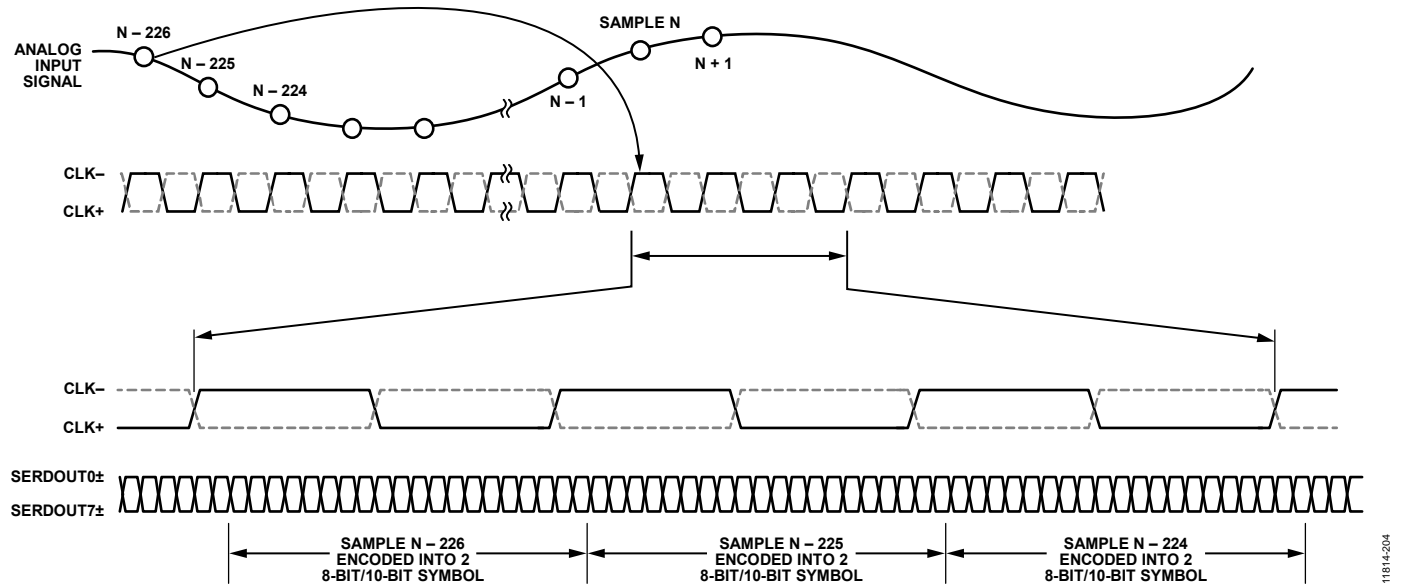 N – 226
SAMPLE N
ANALOG
INPUT
SIGNAL
N – 225
N + 1
N – 224
N – 1
CLK–
CLK+
CLK–
CLK+
SERDOUT0±
SERDOUT7±
SAMPLE N – 226
ENCODED INTO 2
8-BIT/10-BIT SYMBOL
SAMPLE N – 225
ENCODED INTO 2
8-BIT/10-BIT SYMBOL
SAMPLE N – 224
ENCODED INTO 2
8-BIT/10-BIT SYMBOL
11814-204